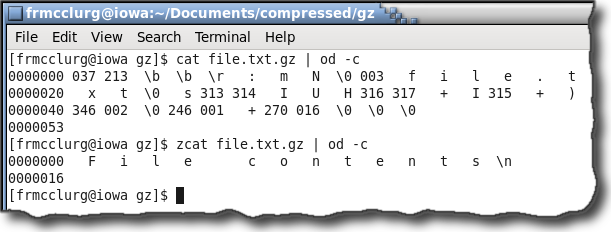 frmcclurg@iowa:~/Documents/compressed/gz
File Edit View Search Terminal Help
[frmcclurg@iowa gz]$ cat file.txt.gz | od -c
0000000 037 213  \b  \b  \r   :   m   N  \0 003   f   i   l   e   .   t
0000020   x   t  \0   s 313 314   I   U   H 316 317   +   I 315   +   )
0000040 346 002  \0 246 001   + 270 016  \0  \0  \0
0000053
[frmcclurg@iowa gz]$ zcat file.txt.gz | od -c
0000000   F   i   l   e       c   o   n   t   e   n   t   s  \n
0000016
[frmcclurg@iowa gz]$